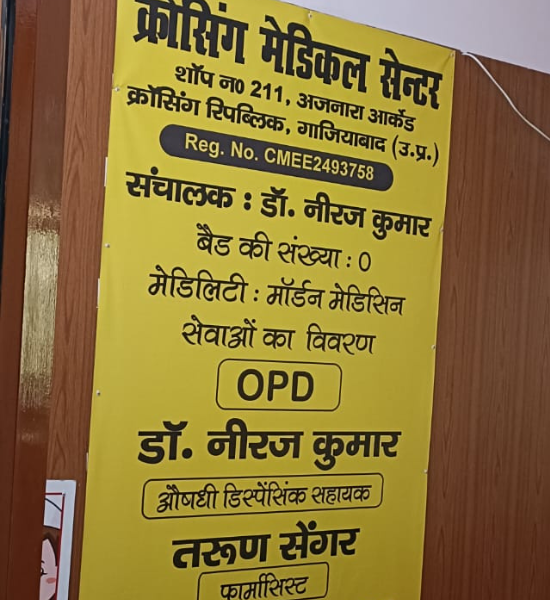 क्रॉसिंग मेडिकल सेन्टर
शॉप न0 211, अजनारा आर्केड
क्रॉसिंग रिपब्लिक, गाजियाबाद (उ.प्र.)
Reg. No. CMEE2493758
संचालक : डॉ. नीरज कुमार
बैड की संख्या : 0
मेडिलिटी : मॉर्डन मेडिसिन
सेवाओं का विवरण
OPD
डॉ. नीरज कुमार
औषधी डिस्पेंसिंक सहायक
तरूण सेंगर
फार्मासिस्ट